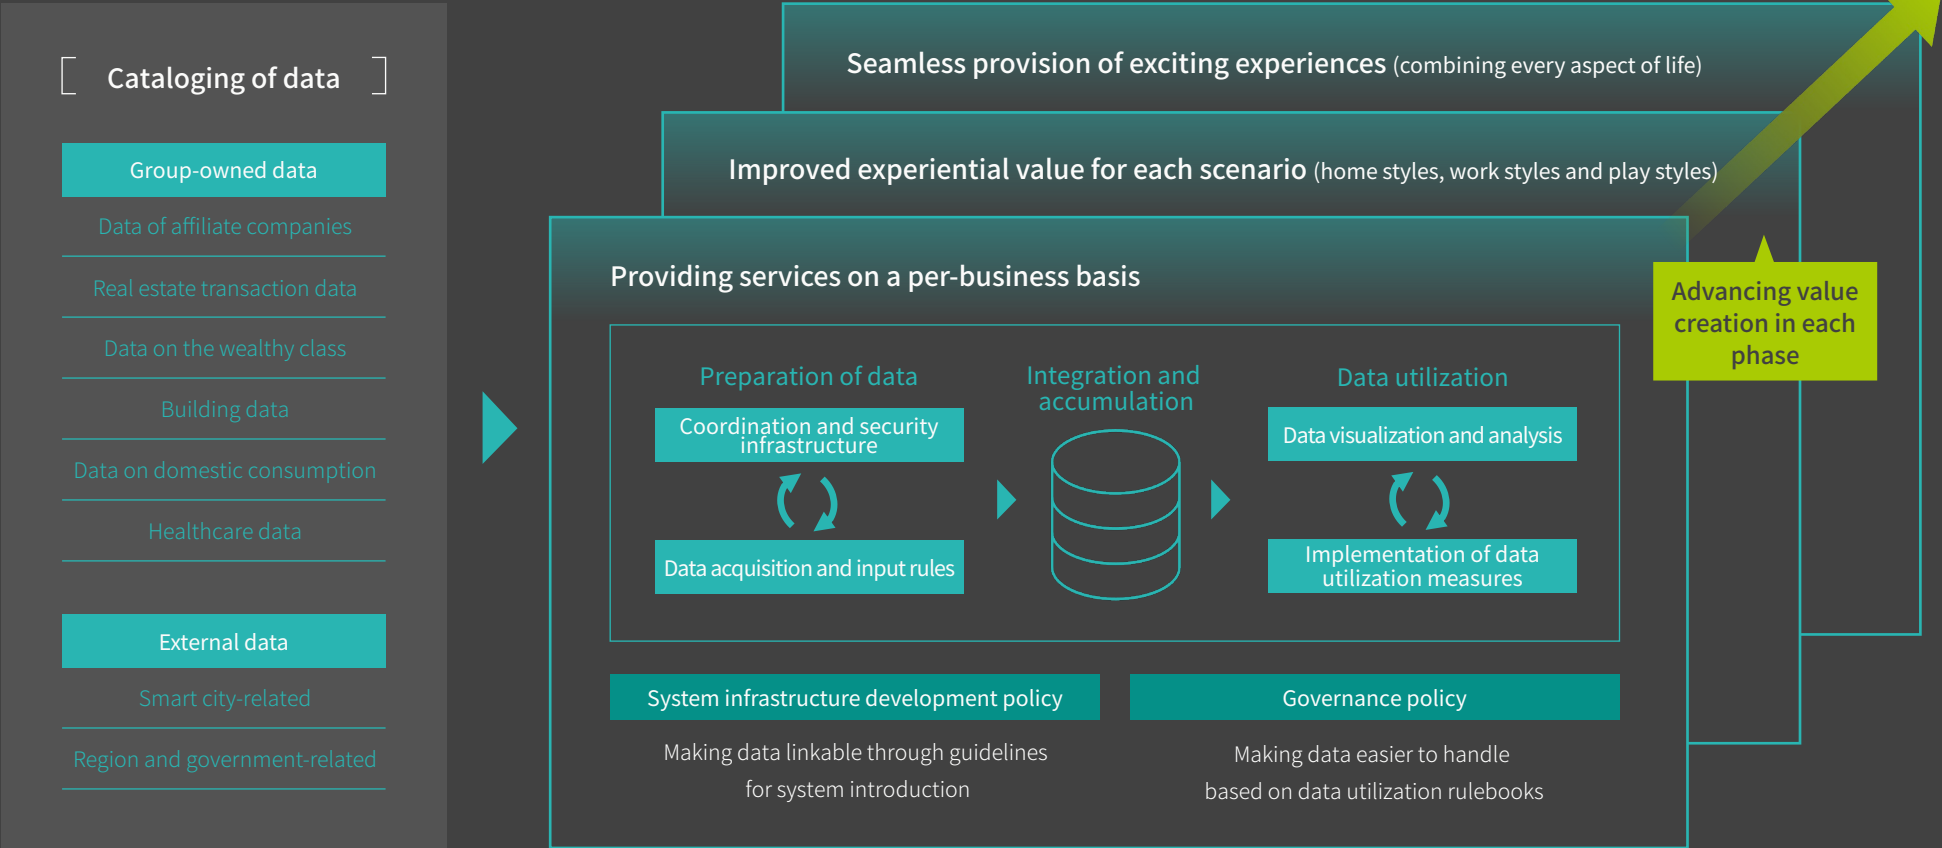 Cataloging of data
Group-owned data
Data of affiliate companies
Real estate transaction data
Data on the wealthy class
Building data
Data on domestic consumption
Healthcare data
External data
Smart city-related
Region and government-related
Seamless provision of exciting experiences (combining every aspect of life)
Improved experiential value for each scenario (home styles, work styles and play styles)
Providing services on a per-business basis
Advancing value
creation in each
phase
Preparation of data
Coordination and security
infrastructure
Data acquisition and input rules
Integration and
accumulation
Data utilization
Data visualization and analysis
Implementation of data
utilization measures
System infrastructure development policy
Making data linkable through guidelines
for system introduction
Governance policy
Making data easier to handle
based on data utilization rulebooks